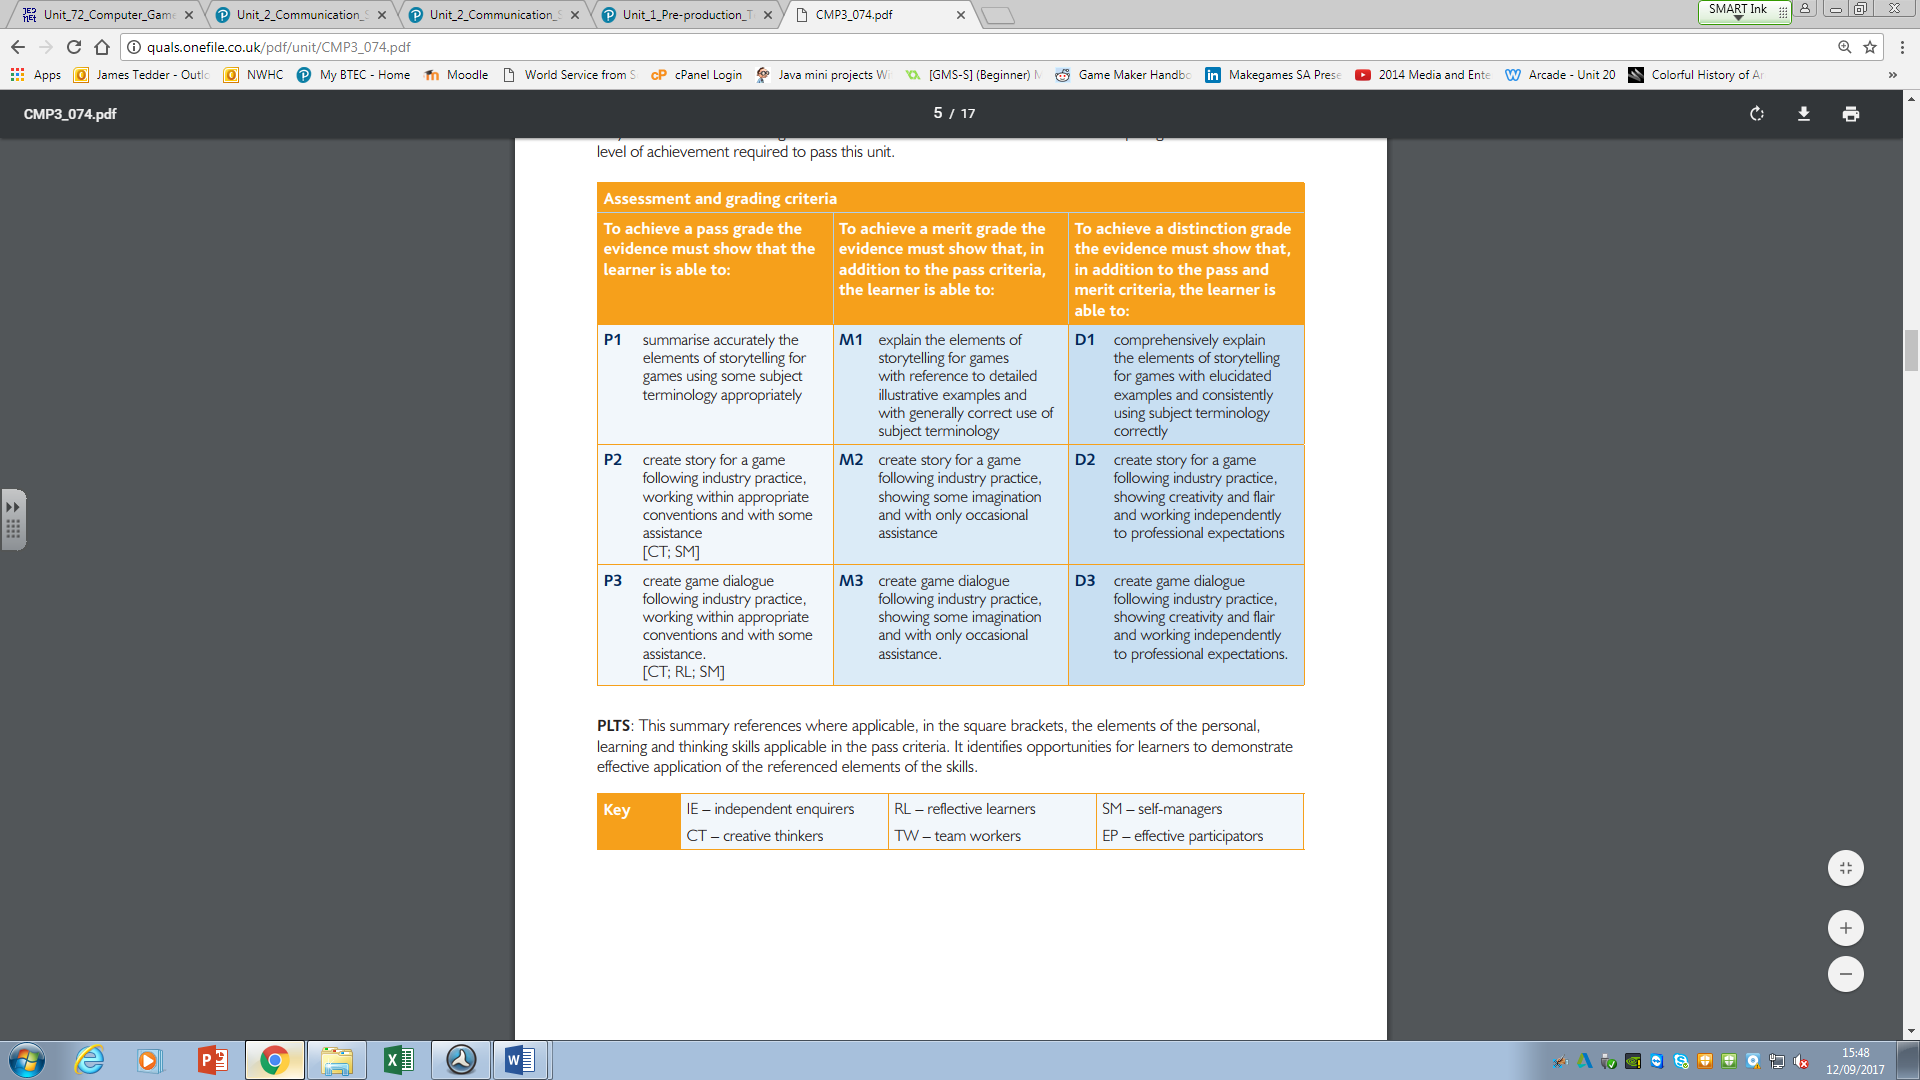 Unit_72_Computer_Game
Unit_2_Communication_S
Unit_2_Communication_S
Unit_1_Pre-production_T
CMP3_074.pdf
SMART Ink
quals.onefile.co.uk/pdf/unit/CMP3_074.pdf
Apps
James Tedder - Outlo
NWHC
My BTEC - Home
Moodle
World Service from S
cPanel Login
Java mini projects Wi
[GMS-S] (Beginner)
Game Maker Handbo
Makegames SA Prese
2014 Media and Ente
Arcade - Unit 20
Colorful History of Ar
CMP3_074.pdf
5 / 17
level of achievement required to pass this unit.
Assessment and grading criteria
To achieve a pass grade the
evidence must show that the
learner is able to:
To achieve a merit grade the
evidence must show that, in
addition to the pass criteria,
the learner is able to:
To achieve a distinction grade
the evidence must show that,
in addition to the pass and
merit criteria, the learner is
able to:
P1 summarise accurately the
elements of storytelling for
games using some subject
terminology appropriately
M1 explain the elements of
storytelling for games
with reference to detailed
illustrative examples and
with generally correct use of
subject terminology
D1 comprehensively explain
the elements of storytelling
for games with elucidated
examples and consistently
using subject terminology
correctly
P2 create story for a game
following industry practice,
working within appropriate
conventions and with some
assistance
[CT; SM]
M2 create story for a game
following industry practice,
showing some imagination
and with only occasional
assistance
D2 create story for a game
following industry practice,
showing creativity and flair
and working independently
to professional expectations
P3 create game dialogue
following industry practice,
working within appropriate
conventions and with some
assistance.
[CT; RL; SM]
M3 create game dialogue
following industry practice,
showing some imagination
and with only occasional
assistance.
D3 create game dialogue
following industry practice,
showing creativity and flair
and working independently
to professional expectations.
PLTS: This summary references where applicable, in the square brackets, the elements of the personal,
learning and thinking skills applicable in the pass criteria. It identifies opportunities for learners to demonstrate
effective application of the referenced elements of the skills.
Key
IE – independent enquirers
RL – reflective learners
SM – self-managers
CT – creative thinkers
TW – team workers
EP – effective participators
15:48
12/09/2017